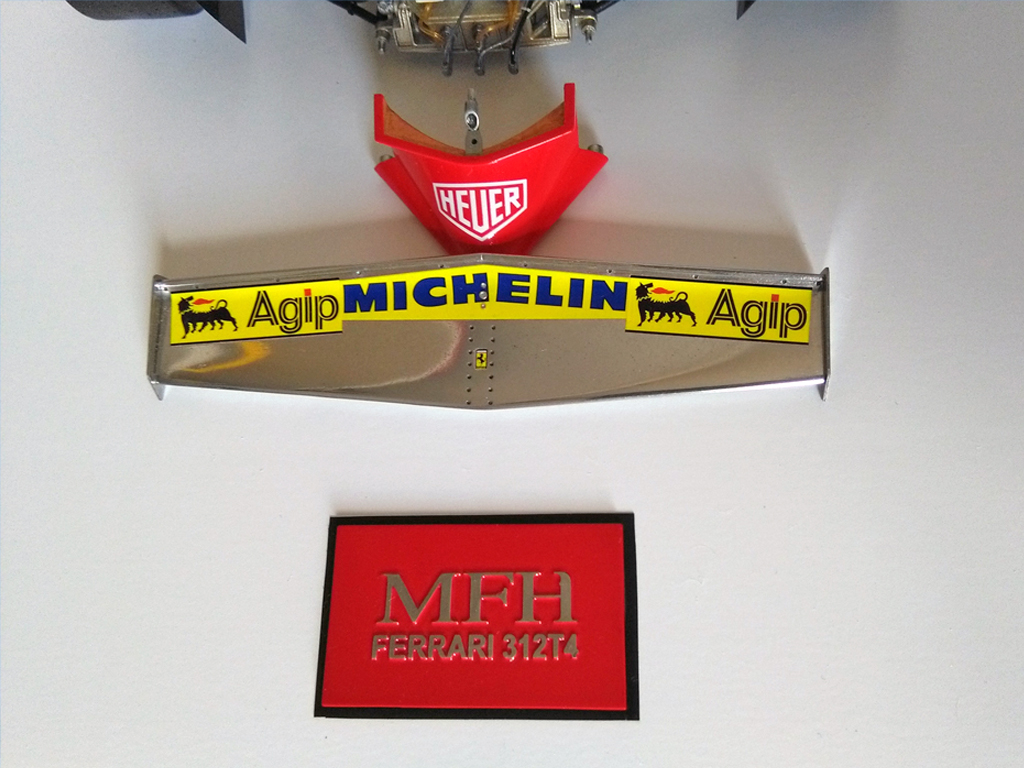 HEUER
Agip MICHELIN Agip
MFH
FERRARI 312T4